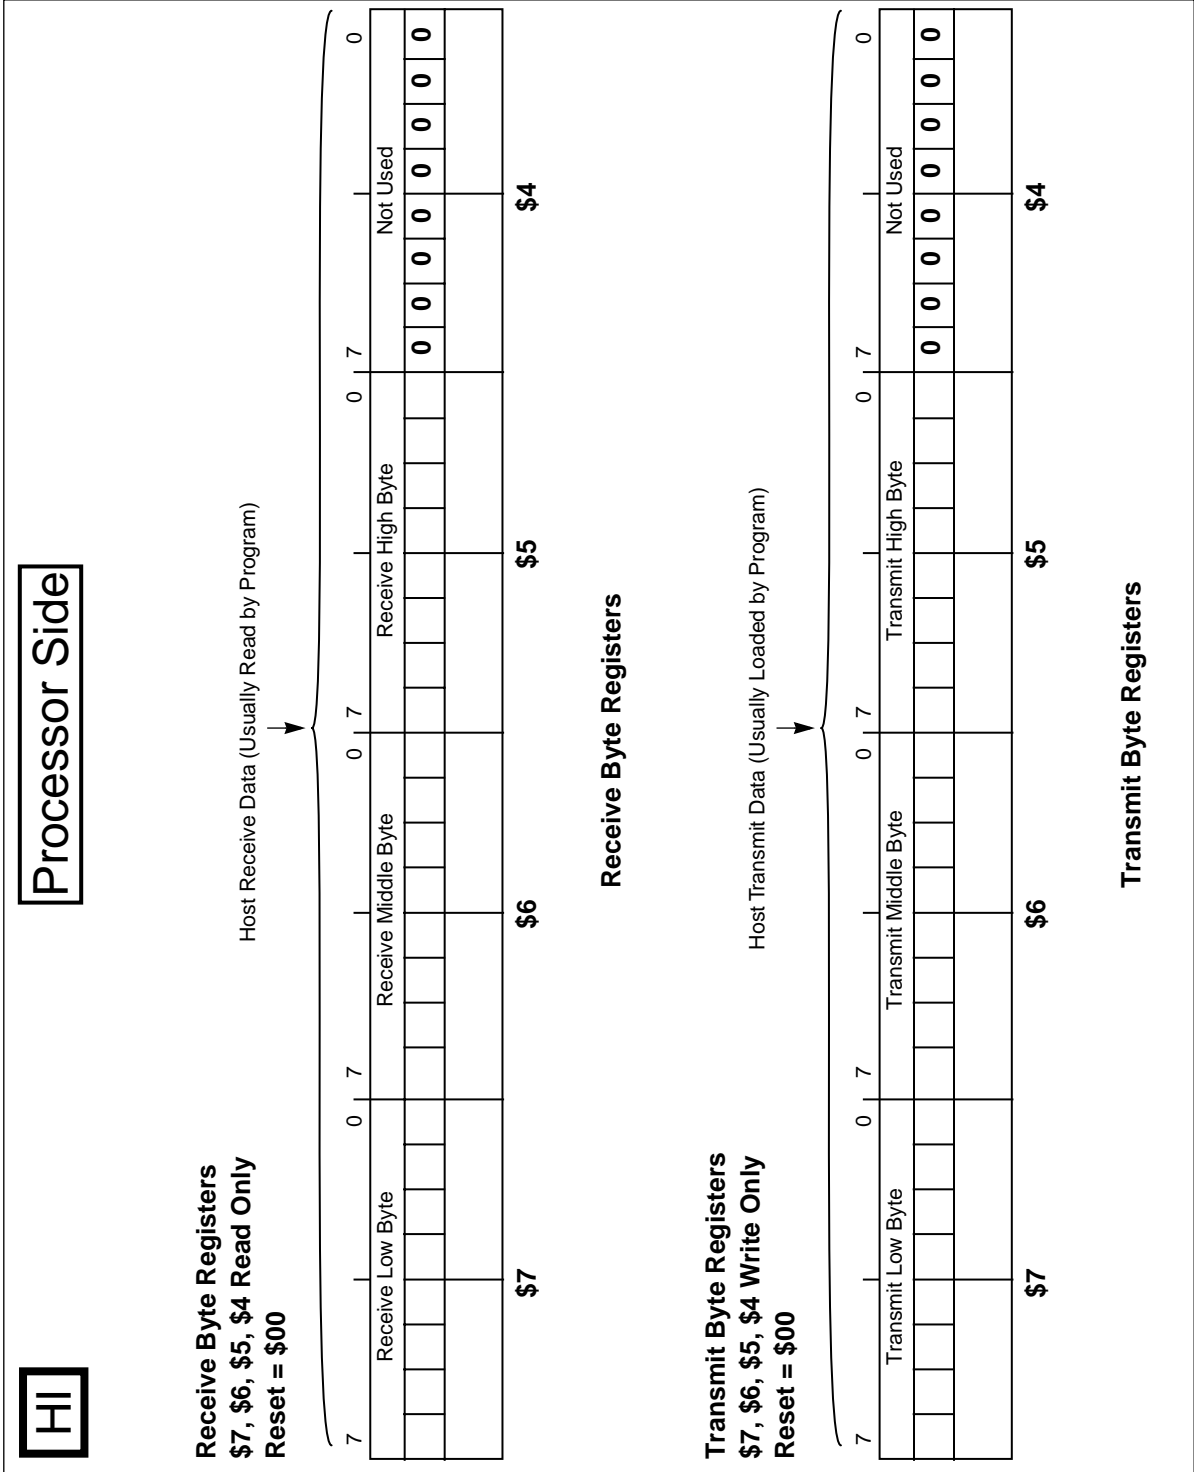 HI
Processor Side
Receive Byte Registers
$7, $6, $5, $4 Read Only
Reset = $00
Host Receive Data (Usually Read by Program)
7 0 7 0 7 0 7 0
Receive Low Byte Receive Middle Byte Receive High Byte Not Used
0 0 0 0 0 0 0 0
$7 $6 $5 $4
Receive Byte Registers
Transmit Byte Registers
$7, $6, $5, $4 Write Only
Reset = $00
Host Transmit Data (Usually Loaded by Program)
7 0 7 0 7 0 7 0
Transmit Low Byte Transmit Middle Byte Transmit High Byte Not Used
0 0 0 0 0 0 0 0
$7 $6 $5 $4
Transmit Byte Registers